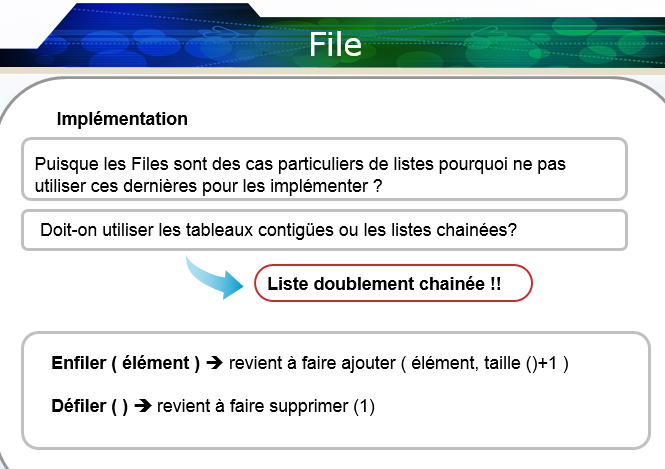 File
Implémentation
Puisque les Files sont des cas particuliers de listes pourquoi ne pas
utiliser ces dernières pour les implémenter ?
Doit-on utiliser les tableaux contigües ou les listes chainées?
Liste doublement chainée !!
Enfiler ( élément ) ➔ revient à faire ajouter ( élément, taille ()+1 )
Défiler ( ) ➔ revient à faire supprimer (1)